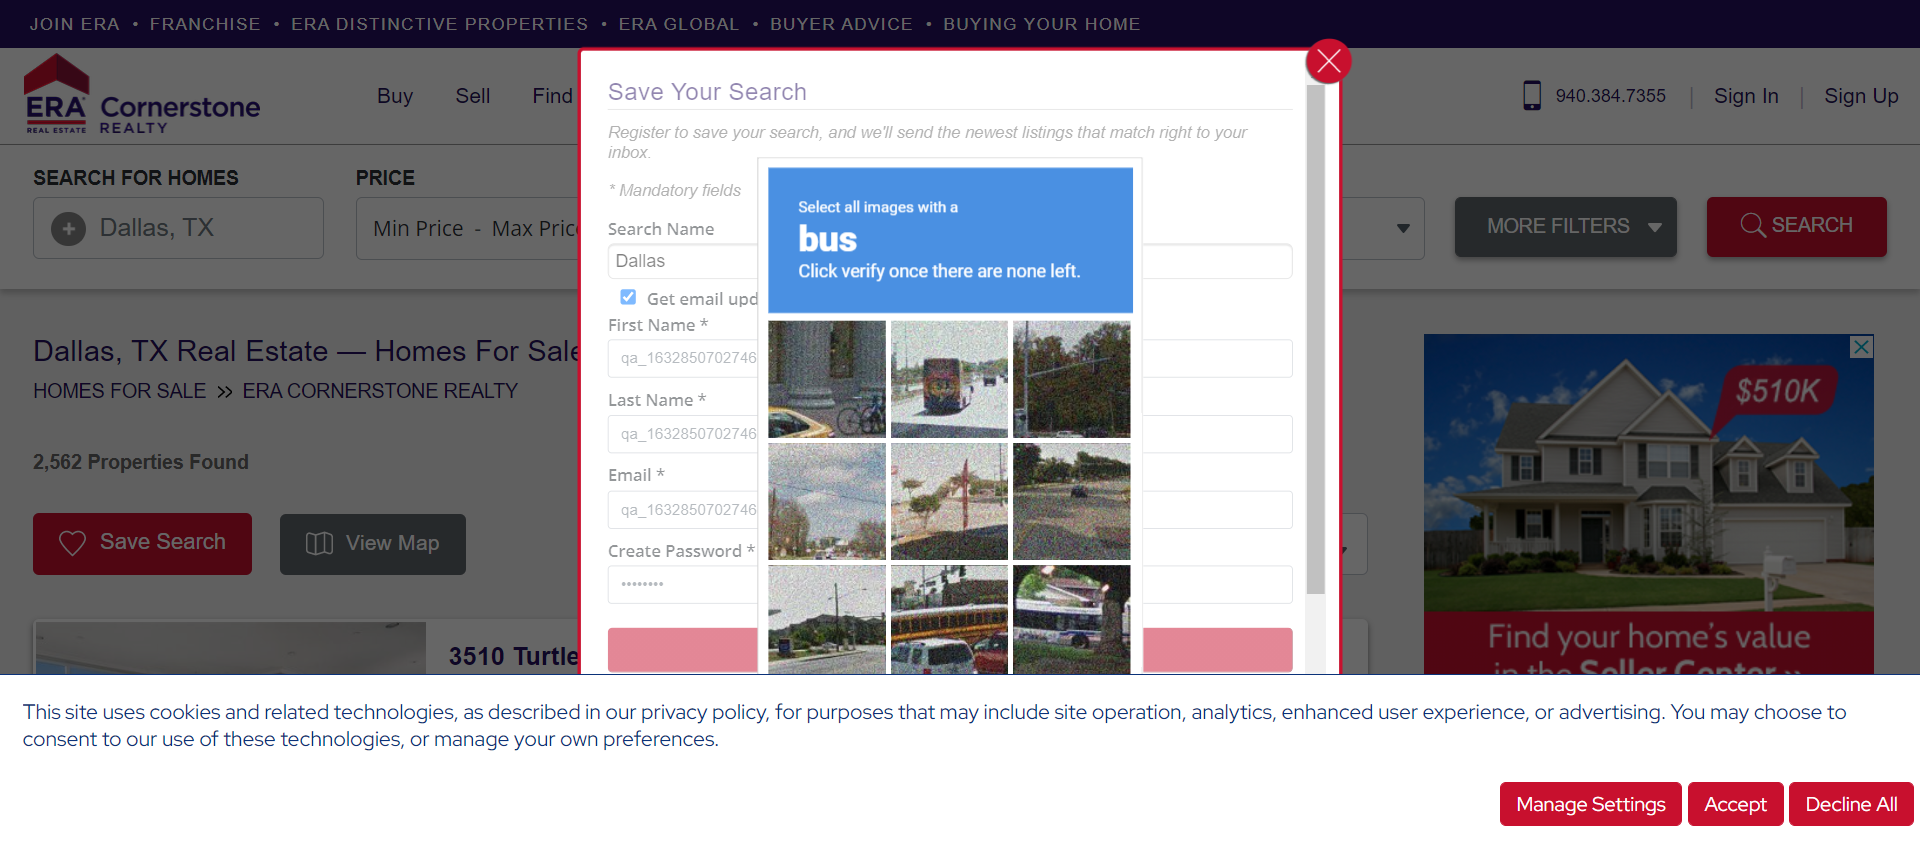 JOIN ERA • FRANCHISE • ERA DISTINCTIVE PROPERTIES • ERA GLOBAL • BUYER ADVICE • BUYING YOUR HOME
ERA
REAL ESTATE
Cornerstone
REALTY
Buy
Sell
Find
940.384.7355
Sign In
Sign Up
SEARCH FOR HOMES
PRICE
Dallas, TX
Min Price - Max Pric
MORE FILTERS
SEARCH
Save Your Search
Register to save your search, and we'll send the newest listings that match right to your
inbox.
* Mandatory fields
Search Name
Dallas
Get email upd
First Name *
qa_1632850702746
Last Name *
qa_1632850702746
Email *
qa_1632850702746
Create Password *
Select all images with a
bus
Click verify once there are none left.
Dallas, TX Real Estate — Homes For Sale
HOMES FOR SALE » ERA CORNERSTONE REALTY
2,562 Properties Found
Save Search
View Map
3510 Turtle
$510K
Find your home's value
in the Seller Center »
This site uses cookies and related technologies, as described in our privacy policy, for purposes that may include site operation, analytics, enhanced user experience, or advertising. You may choose to
consent to our use of these technologies, or manage your own preferences.
Manage Settings
Accept
Decline All